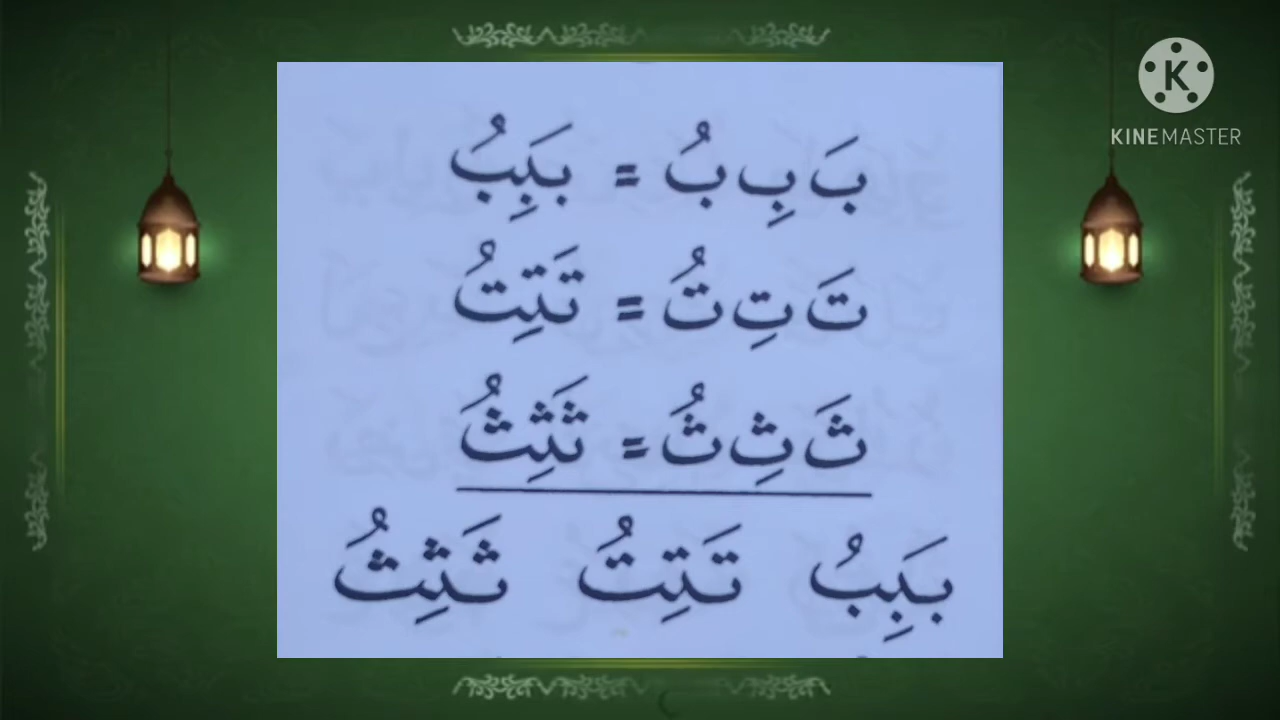 KINEMASTER
بَ بِ بُ = بَبِبُ
تَ تِ تُ = تَتِتُ
ثَ ثِ ثُ = ثَثِثُ
بَبِبُ تَتِتُ ثَثِثُ